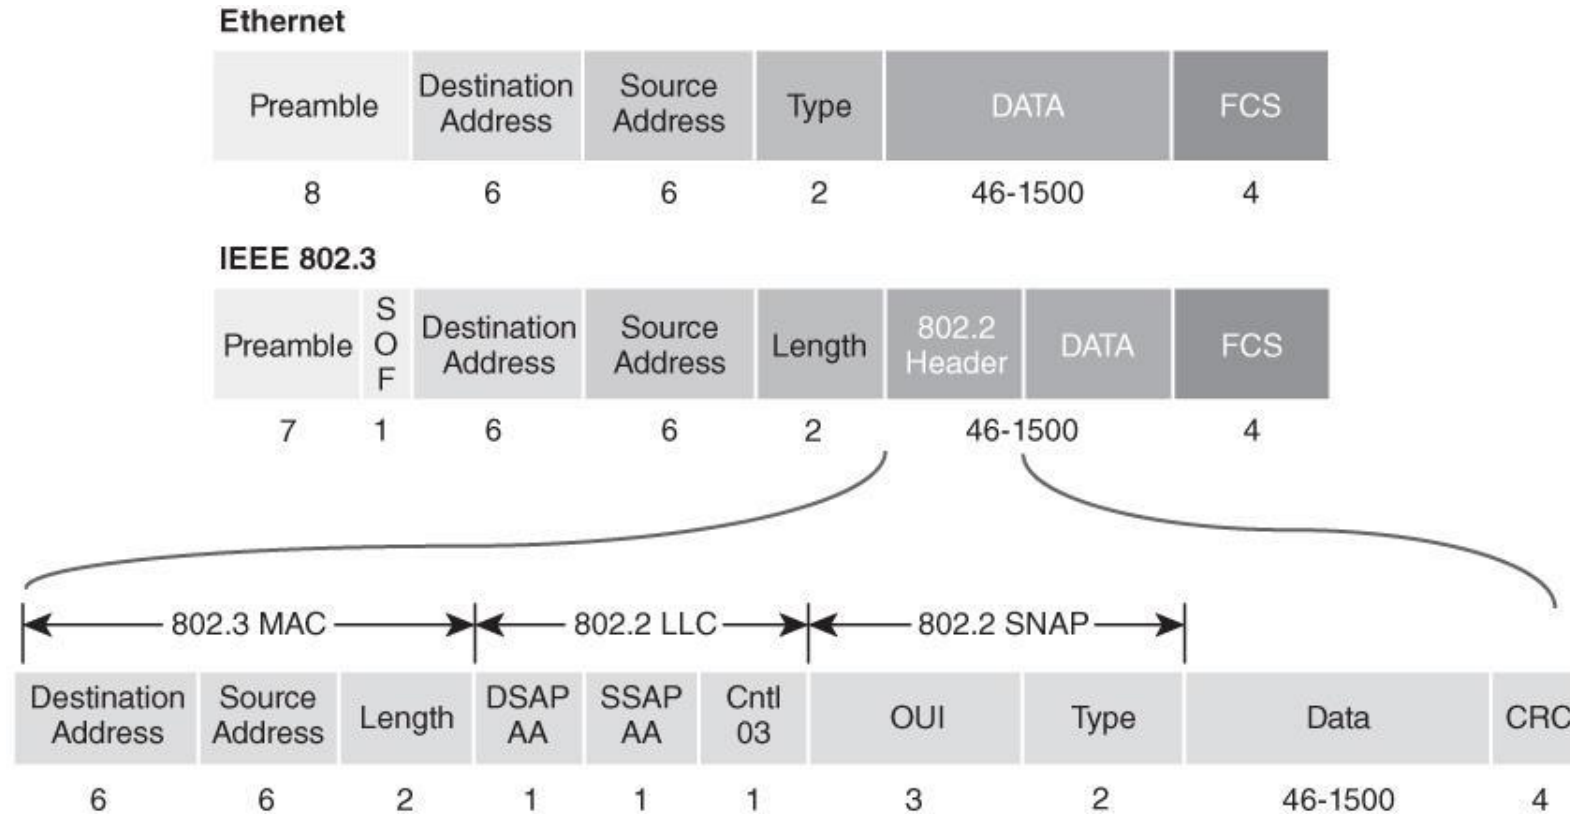 Ethernet
Preamble
Destination
Address
Source
Address
Type
DATA
FCS
8
6
6
2
46-1500
4
IEEE 802.3
Preamble
S
O
F
Destination
Address
Source
Address
Length
802.2
Header
DATA
FCS
7
1
6
6
2
46-1500
4
802.3 MAC
802.2 LLC
802.2 SNAP
Destination
Address
Source
Address
Length
DSAP
AA
SSAP
AA
Cntl
03
OUI
Type
Data
CRC
6
6
2
1
1
1
3
2
46-1500
4